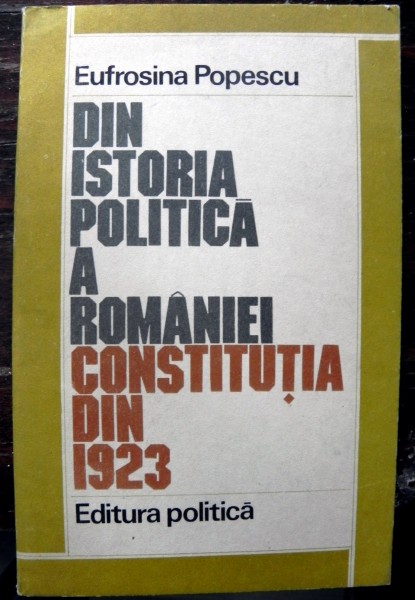 Eufrosina Popescu
DIN
ISTORIA
POLITICĂ
A
ROMÂNIEI
CONSTITUȚIA
DIN
1923
Editura politică